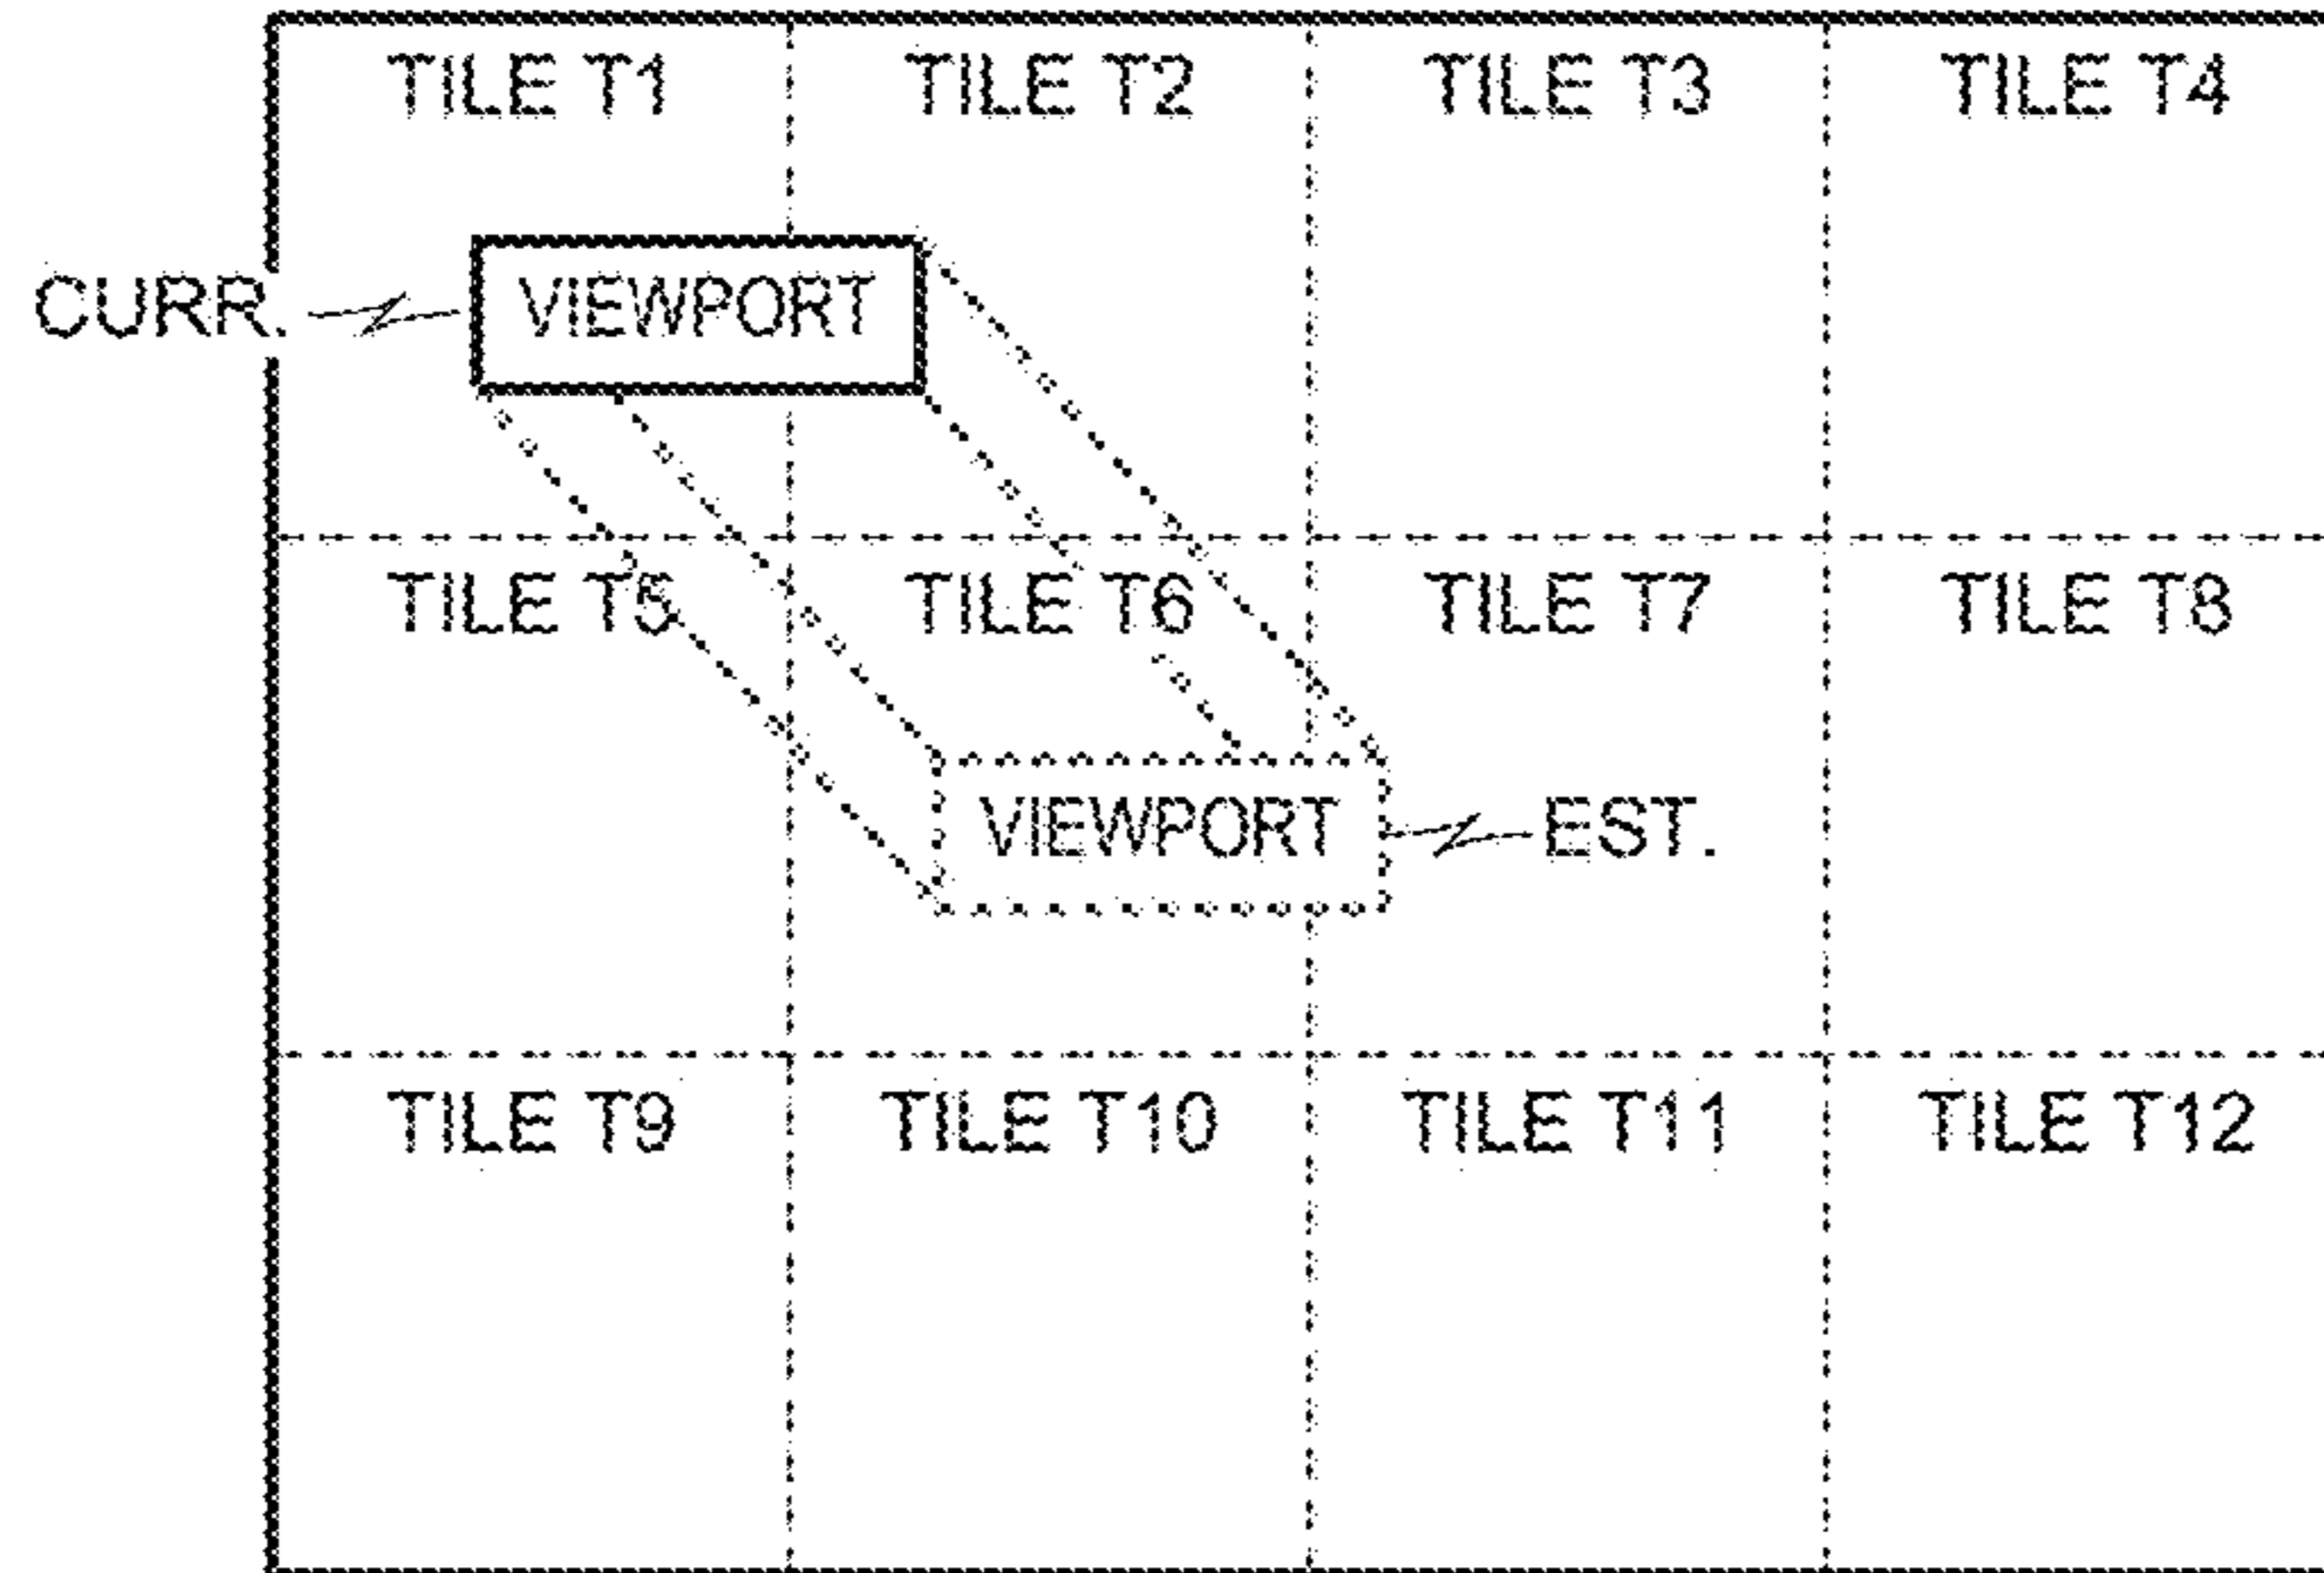 TILE T1 TILE T2 TILE T3 TILE T4
CURR. VIEWPORT
TILE T5 TILE T6 TILE T7 TILE T8
VIEWPORT EST.
TILE T9 TILE T10 TILE T11 TILE T12